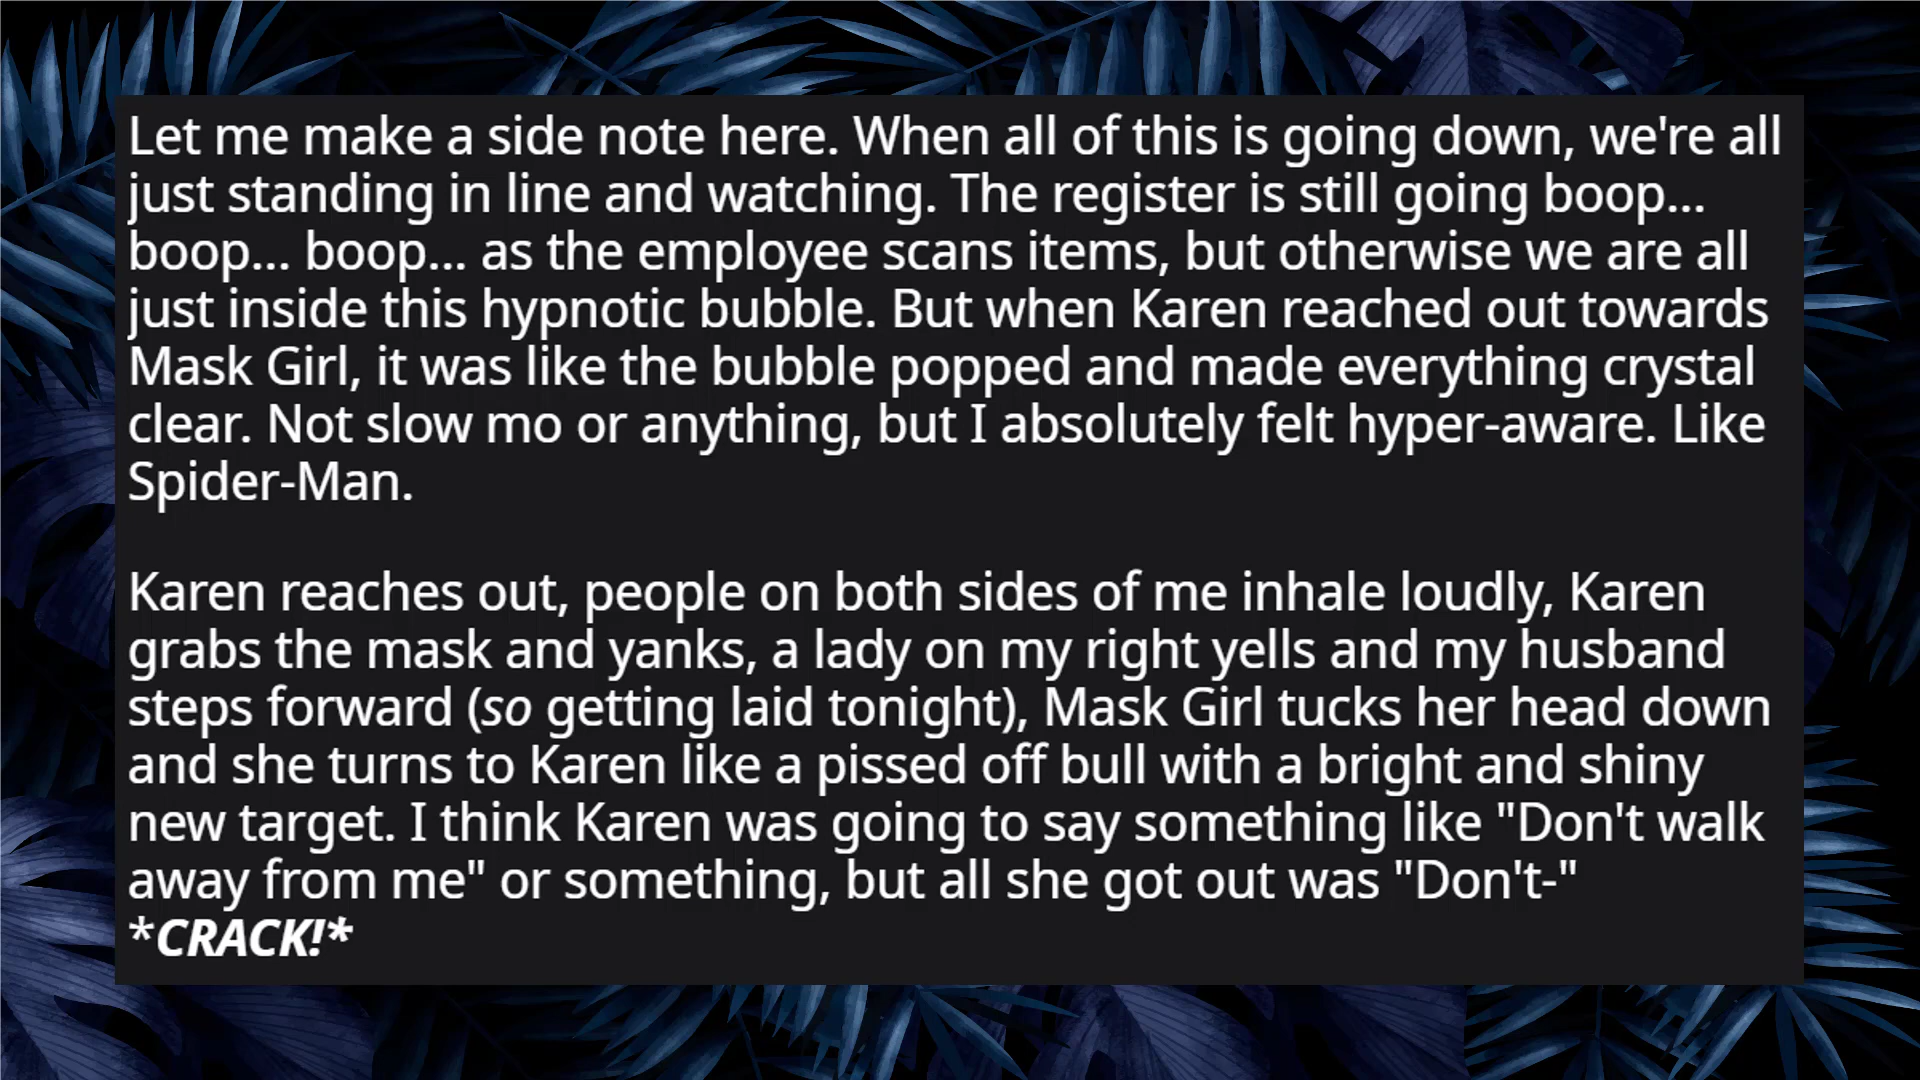 Let me make a side note here. When all of this is going down, we're all
just standing in line and watching. The register is still going boop...
boop... boop... as the employee scans items, but otherwise we are all
just inside this hypnotic bubble. But when Karen reached out towards
Mask Girl, it was like the bubble popped and made everything crystal
clear. Not slow mo or anything, but I absolutely felt hyper-aware. Like
Spider-Man.
Karen reaches out, people on both sides of me inhale loudly, Karen
grabs the mask and yanks, a lady on my right yells and my husband
steps forward (so getting laid tonight), Mask Girl tucks her head down
and she turns to Karen like a pissed off bull with a bright and shiny
new target. I think Karen was going to say something like "Don't walk
away from me" or something, but all she got out was "Don't-"
*CRACK!*